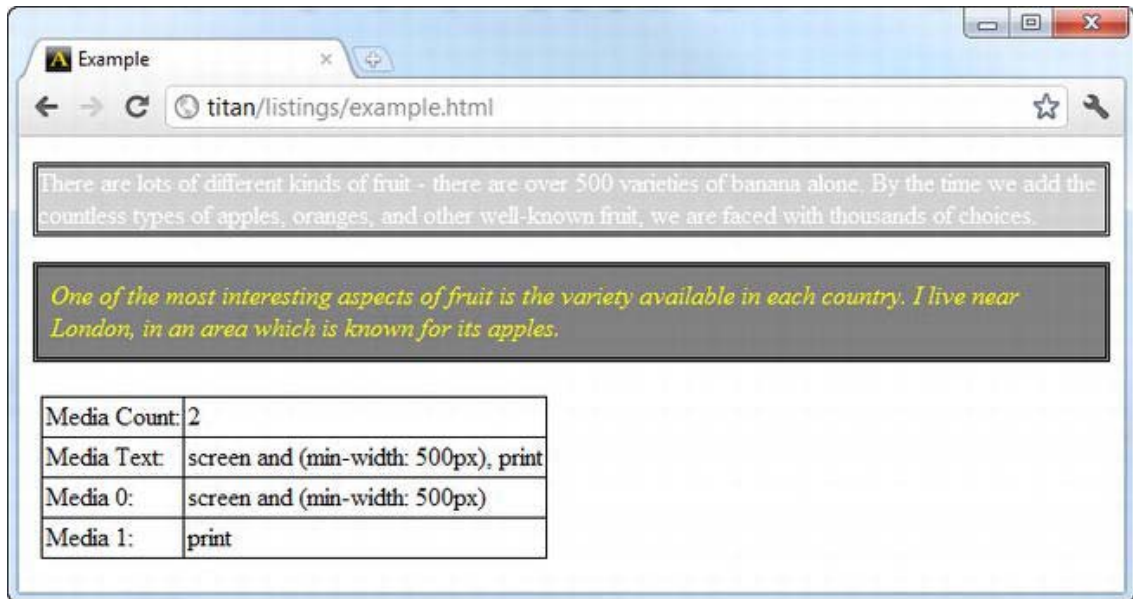 Example
titan/listings/example.html
There are lots of different kinds of fruit - there are over 500 varieties of banana alone. By the time we add the
countless types of apples, oranges, and other well-known fruit, we are faced with thousands of choices.
One of the most interesting aspects of fruit is the variety available in each country. I live near
London, in an area which is known for its apples.
Media Count: 2
Media Text: screen and (min-width: 500px), print
Media 0: screen and (min-width: 500px)
Media 1: print